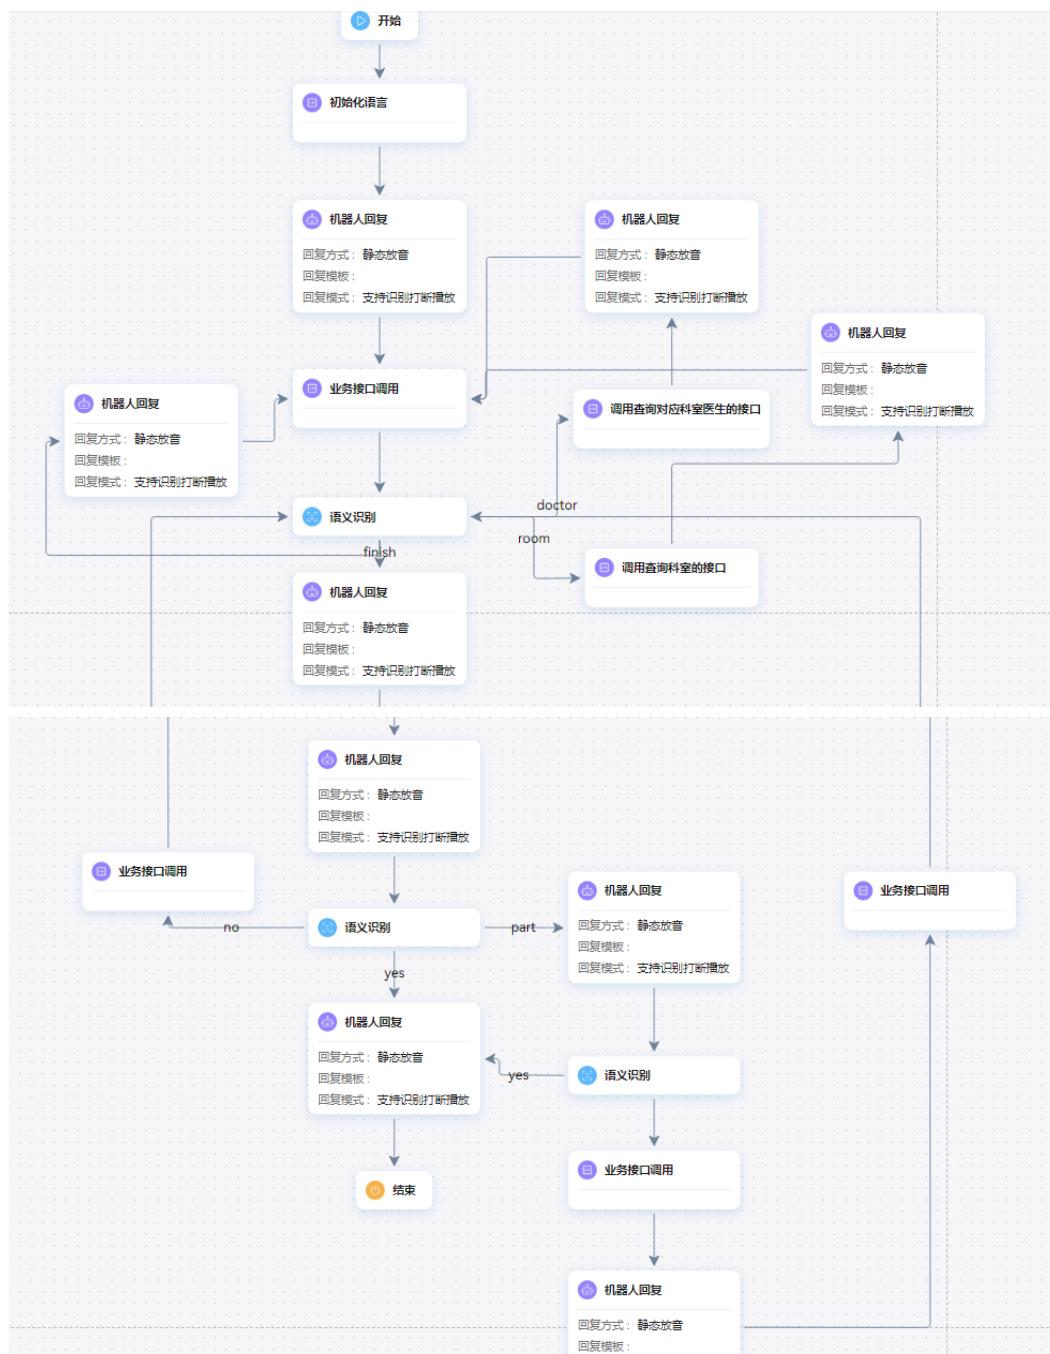 开始
初始化语言
机器人回复
回复方式： 静态放音
回复模板：
回复模式： 支持识别打断播放
机器人回复
回复方式： 静态放音
回复模板：
回复模式： 支持识别打断播放
机器人回复
回复方式： 静态放音
回复模板：
回复模式： 支持识别打断播放
业务接口调用
机器人回复
回复方式： 静态放音
回复模板：
回复模式： 支持识别打断播放
调用查询对应科室医生的接口
doctor
语义识别
room
finish
调用查询科室的接口
机器人回复
回复方式： 静态放音
回复模板：
回复模式： 支持识别打断播放
机器人回复
回复方式： 静态放音
回复模板：
回复模式： 支持识别打断播放
业务接口调用
机器人回复
回复方式： 静态放音
回复模板：
回复模式： 支持识别打断播放
业务接口调用
no
语义识别
part
yes
机器人回复
回复方式： 静态放音
回复模板：
回复模式： 支持识别打断播放
yes
语义识别
业务接口调用
结束
机器人回复
回复方式： 静态放音
回复模板：